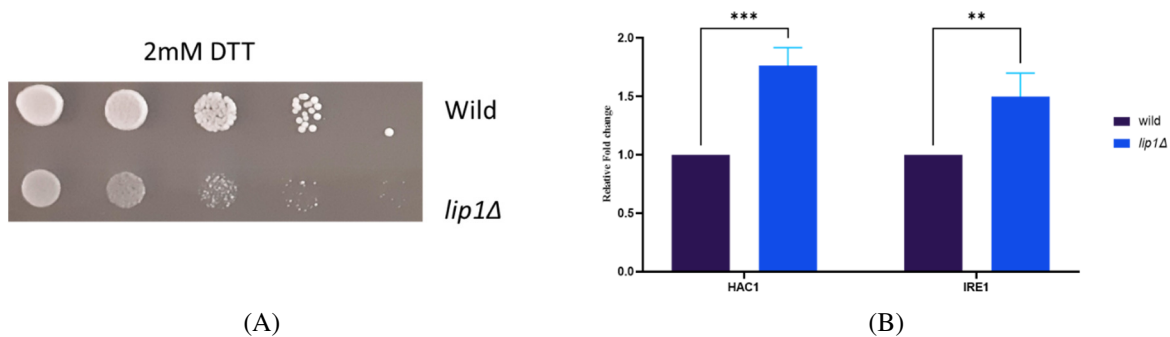 2mM DTT
Wild
lip1Δ
(A)
***
**
2.0
1.5
1.0
0.5
0.0
Relative Fold change
HAC1
IRE1
wild
lip1Δ
(B)